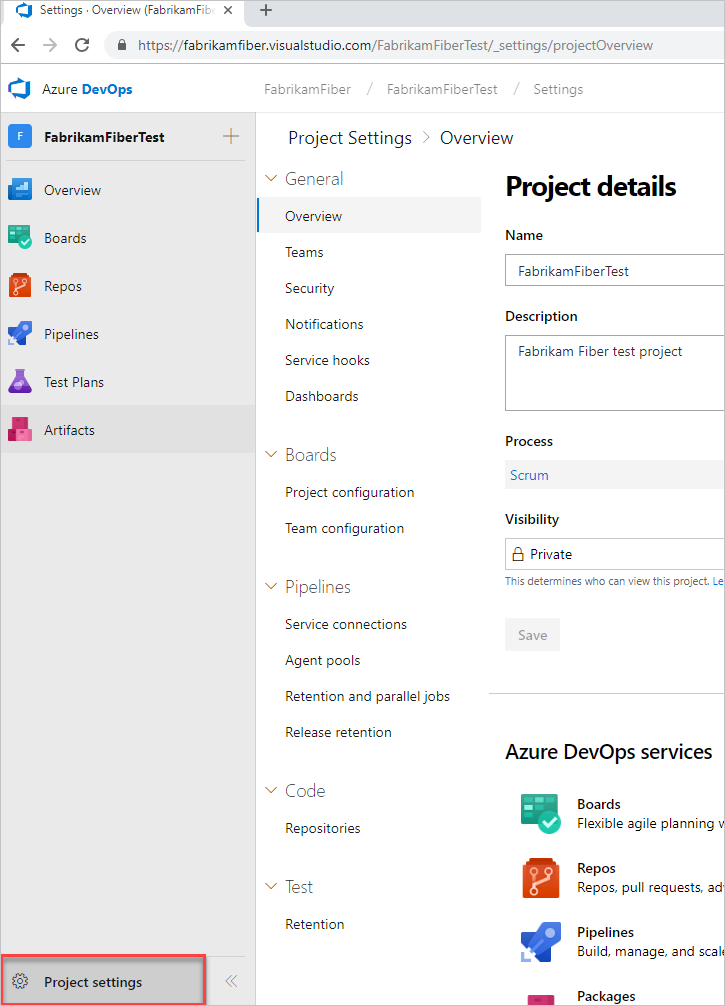 Settings · Overview (FabrikamFibe
https://fabrikamfiber.visualstudio.com/FabrikamFiberTest/_settings/projectOverview
Azure DevOps
FabrikamFiber / FabrikamFiberTest / Settings
F FabrikamFiberTest
Overview
Boards
Repos
Pipelines
Test Plans
Artifacts
Project settings
Project Settings > Overview
General
Overview
Teams
Security
Notifications
Service hooks
Dashboards
Boards
Project configuration
Team configuration
Pipelines
Service connections
Agent pools
Retention and parallel jobs
Release retention
Code
Repositories
Test
Retention
Project details
Name
FabrikamFiberTest
Description
Fabrikam Fiber test project
Process
Scrum
Visibility
Private
This determines who can view this project. Le
Save
Azure DevOps services
Boards
Flexible agile planning w
Repos
Repos, pull requests, adv
Pipelines
Build, manage, and scale
Packages